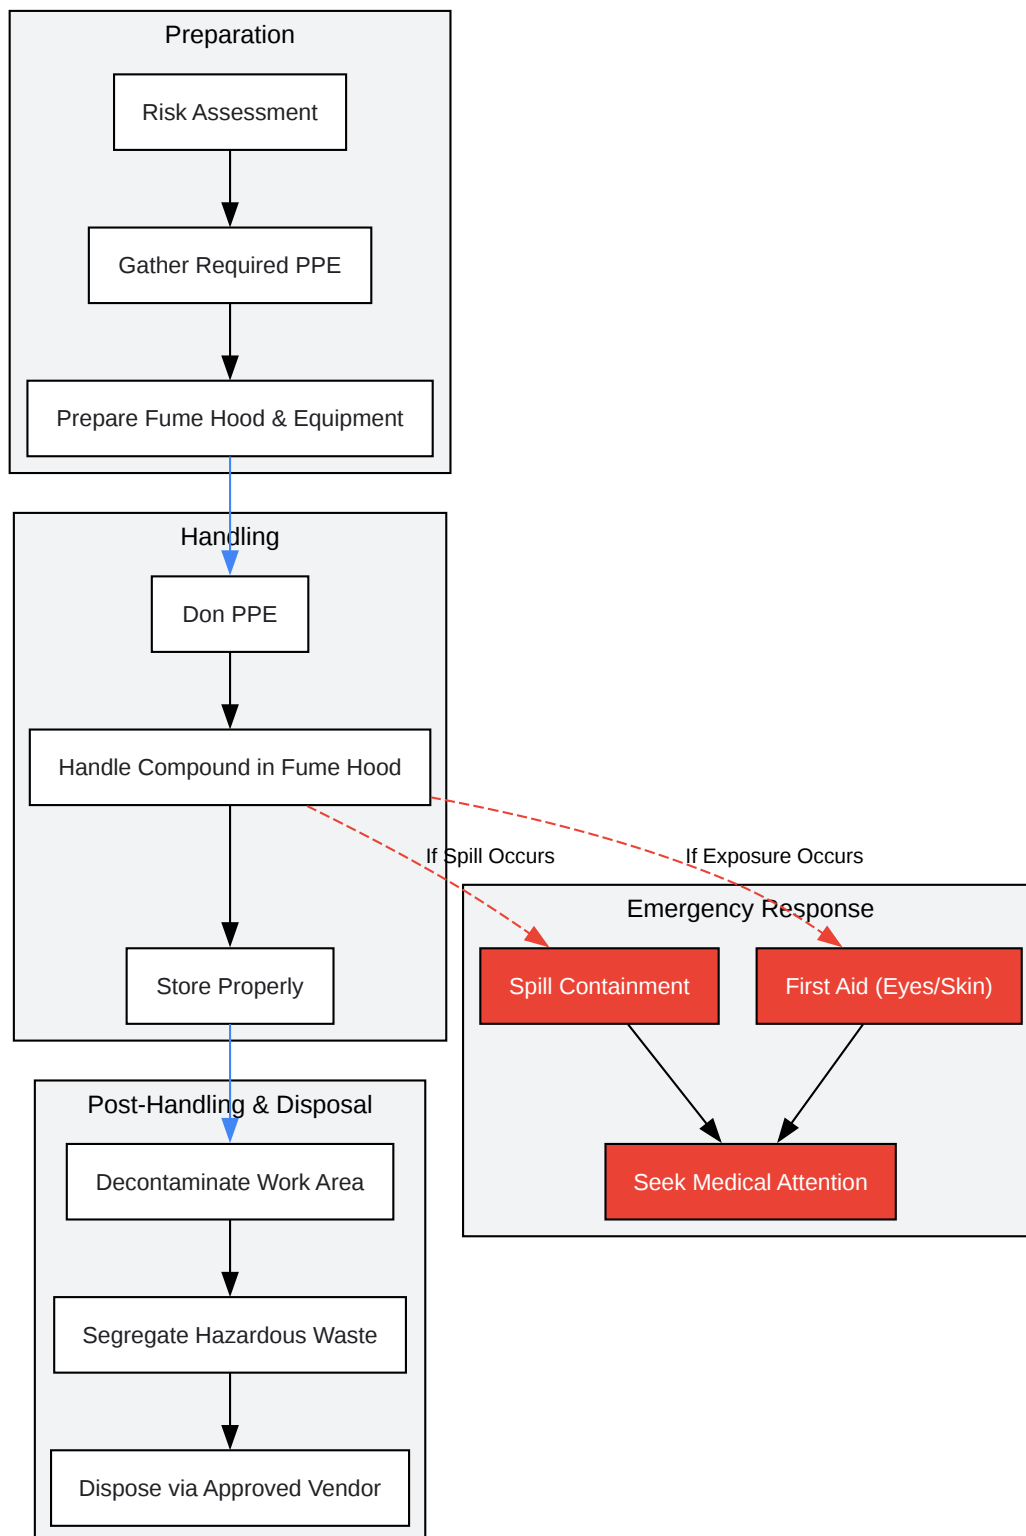 Preparation
Risk Assessment
Gather Required PPE
Prepare Fume Hood & Equipment
Handling
Don PPE
Handle Compound in Fume Hood
If Spill Occurs
If Exposure Occurs
Emergency Response
Store Properly
Spill Containment
First Aid (Eyes/Skin)
Post-Handling & Disposal
Decontaminate Work Area
Seek Medical Attention
Segregate Hazardous Waste
Dispose via Approved Vendor